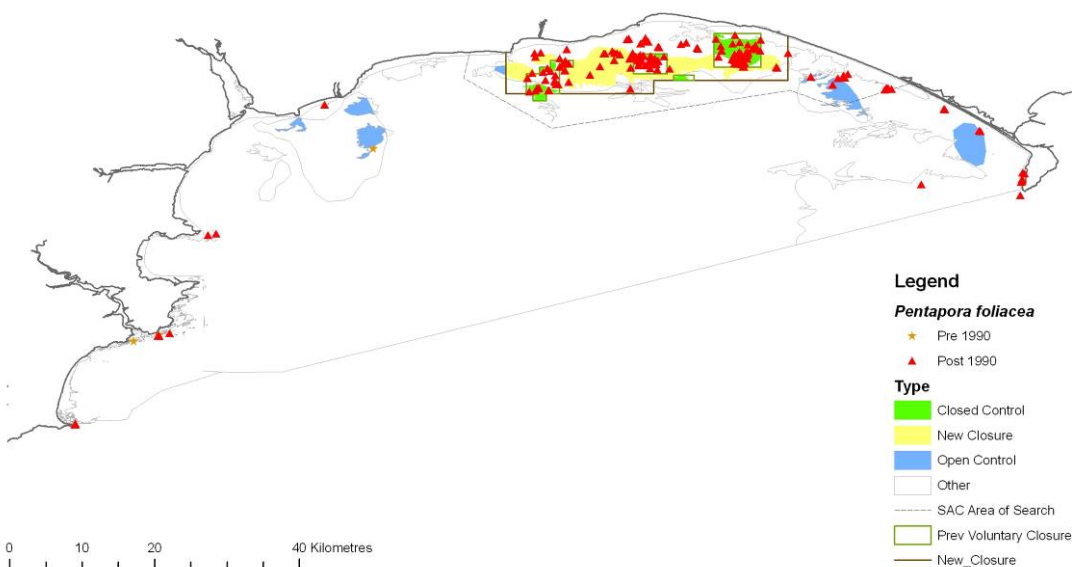 Legend
Pentapora foliacea
Pre 1990
Post 1990
Type
Closed Control
New Closure
Open Control
Other
SAC Area of Search
Prev Voluntary Closure
New_Closure
0 10 20 40 Kilometres